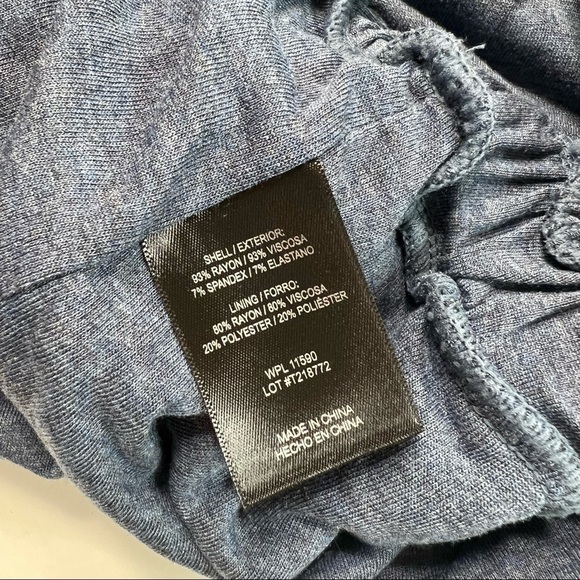 SHELL / EXTERIOR:
93% RAYON / 93% VISCOSA
7% SPANDEX / 7% ELASTANO
LINING / FORRO:
80% RAYON / 80% VISCOSA
20% POLYESTER / 20% POLIÉSTER
WPL 11590
LOT #T218772
MADE IN CHINA
HECHO EN CHINA